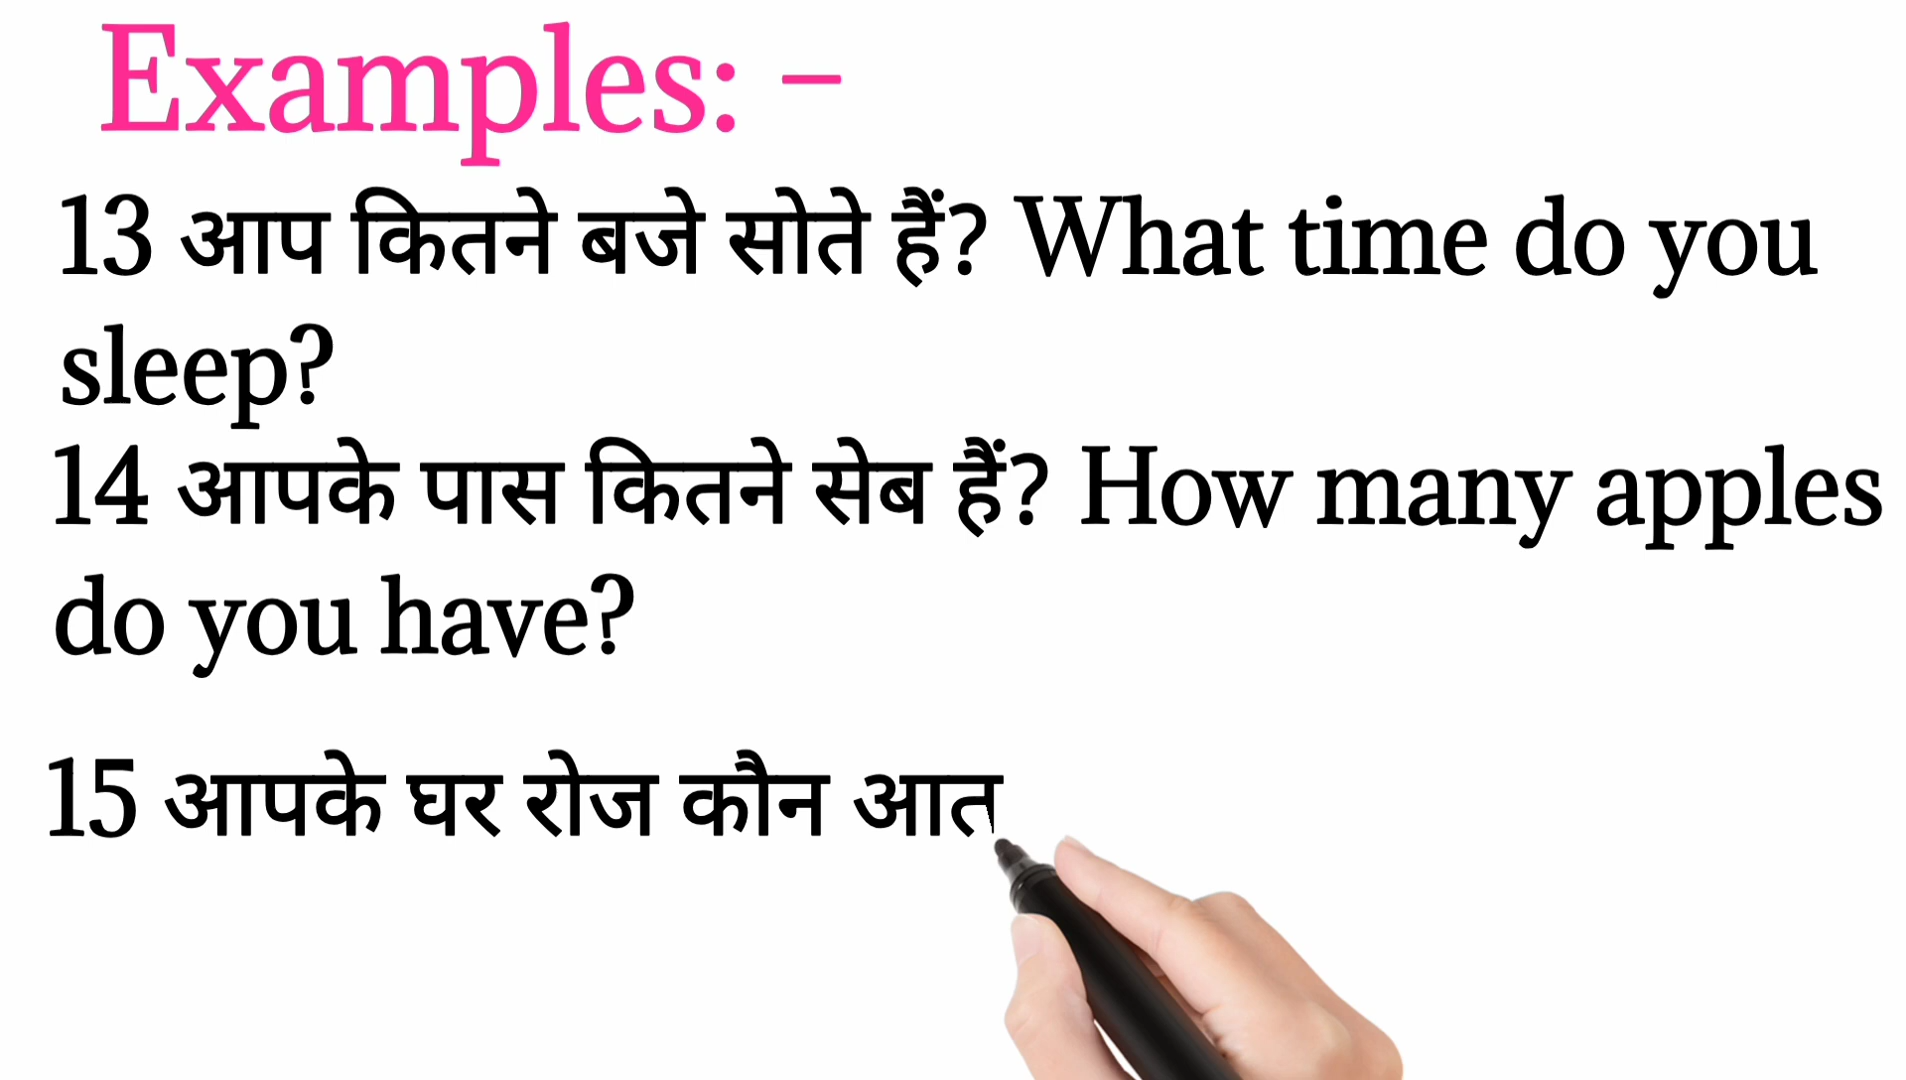 Examples: –
13 आप कितने बजे सोते हैं? What time do you
sleep?
14 आपके पास कितने सेब हैं? How many apples
do you have?
15 आपके घर रोज कौन आत